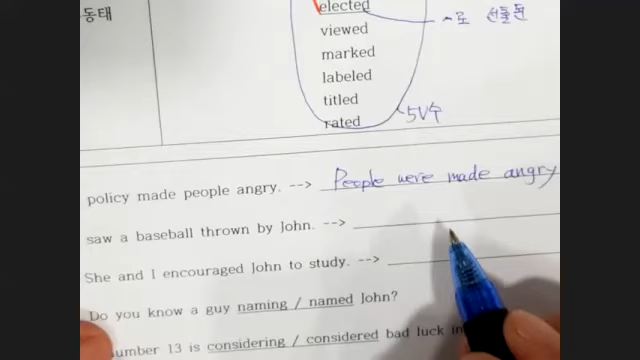 동태
elected ⌒로 선출된
viewed
marked
labeled
titled
rated 5V수
policy made people angry. --> People were made angry
saw a baseball thrown by John. -->
She and I encouraged John to study. -->
Do you know a guy naming / named John?
umber 13 is considering / considered bad luck in